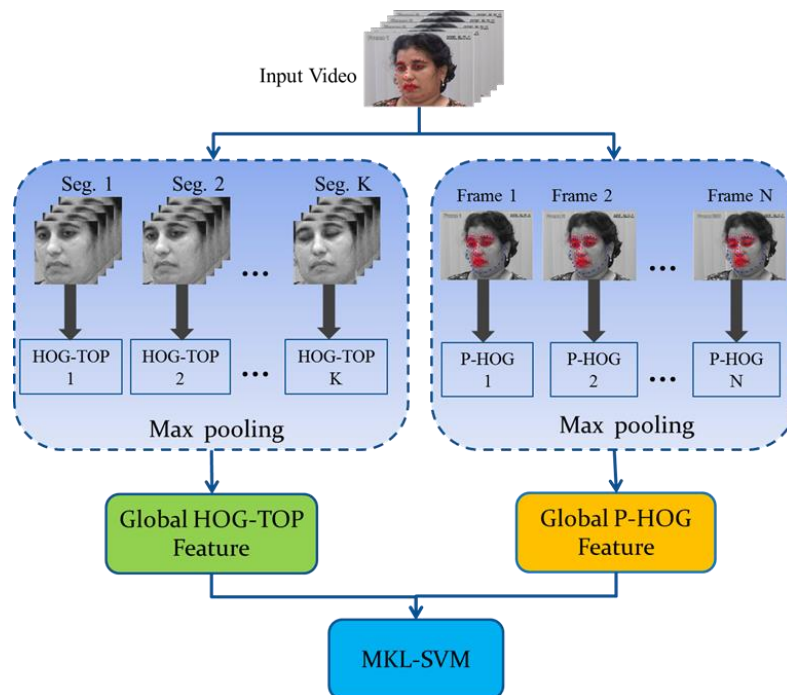 Input Video
Seg. 1 Seg. 2 Seg. K
...
HOG-TOP 1
HOG-TOP 2
...
HOG-TOP K
Max pooling
Frame 1 Frame 2 Frame N
...
P-HOG 1
P-HOG 2
...
P-HOG N
Max pooling
Global HOG-TOP
Feature
Global P-HOG
Feature
MKL-SVM